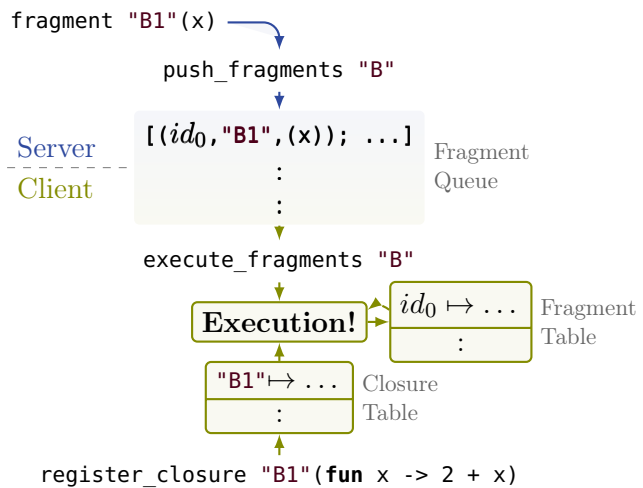 fragment "B1"(x)
push_fragments "B"
[(id₀,"B1",(x)); ...]
:
:
Server
Client
Fragment
Queue
execute_fragments "B"
Execution!
id₀ ↦ …
:
Fragment
Table
"B1"↦ …
:
Closure
Table
register_closure "B1"(fun x -> 2 + x)